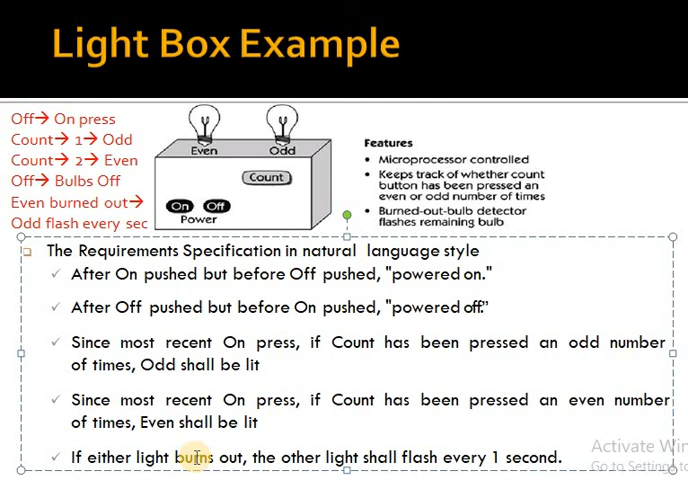 Light Box Example
Off→ On press
Count→ 1→ Odd
Count→ 2→ Even
Off→ Bulbs Off
Even burned out→
Odd flash every sec
Even
Odd
Count
On
Off
Power
Features
• Microprocessor controlled
• Keeps track of whether count
button has been pressed an
even or odd number of times
• Burned-out-bulb detector
flashes remaining bulb
The Requirements Specification in natural language style
✓ After On pushed but before Off pushed, "powered on."
✓ After Off pushed but before On pushed, "powered off."
✓ Since most recent On press, if Count has been pressed an odd number
of times, Odd shall be lit
✓ Since most recent On press, if Count has been pressed an even number
of times, Even shall be lit
✓ If either light burns out, the other light shall flash every 1 second.
Activate Win
Go to Settings to